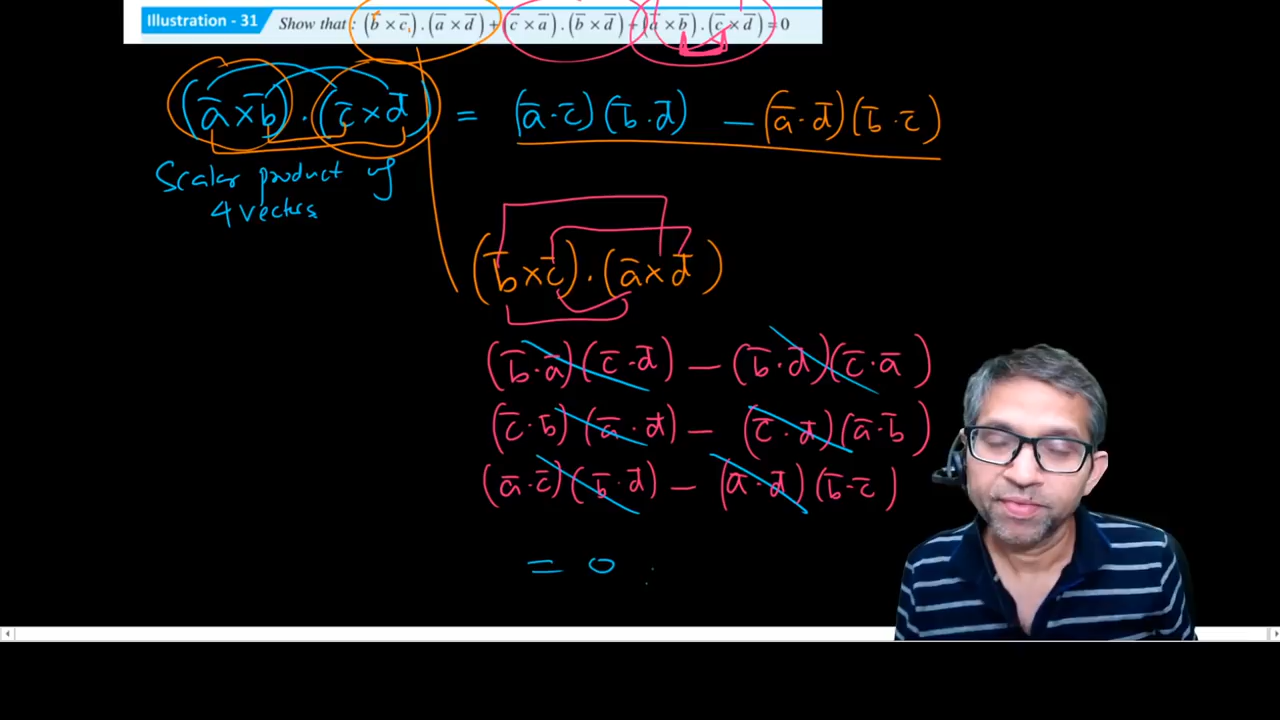 Illustration - 31 Show that : (b̄ × c̄) . (ā × d̄) + (c̄ × ā) . (b̄ × d̄) + (ā × b̄) . (c̄ × d̄) = 0
(ā × b̄) · (c̄ × d̄) = (ā · c̄) (b̄ · d̄) − (ā · d̄) (b̄ · c̄)
Scalar product of
4 vectors
(b̄ × c̄) · (ā × d̄)
(b̄ · ā) (c̄ · d̄) − (b̄ · d̄) (c̄ · ā)
(c̄ · b̄) (ā · d̄) − (c̄ · d̄) (ā · b̄)
(ā · c̄) (b̄ · d̄) − (ā · d̄) (b̄ · c̄)
= 0